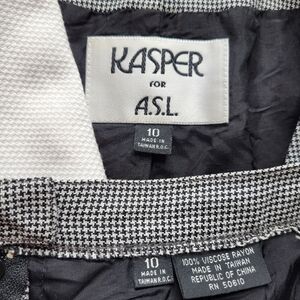 KASPER
FOR
A.S.L.
10
MADE IN
TAIWAN R.O.C.
10
MADE IN
TAIWAN R.O.C.
100% VISCOSE RAYON
MADE IN TAIWAN
REPUBLIC OF CHINA
RN 50610